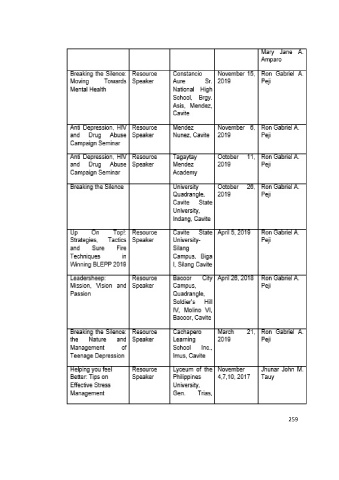 Mary Jane A.
Amparo
Breaking the Silence: Resource Constancio November 15, Ron Gabriel A.
Moving Towards Speaker Aure Sr. 2019 Peji
Mental Health National High
School, Brgy.
Asis, Mendez,
Cavite
Anti Depression, HIV Resource Mendez November 6, Ron Gabriel A.
and Drug Abuse Speaker Nunez, Cavite 2019 Peji
Campaign Seminar
Anti Depression, HIV Resource Tagaytay October 11, Ron Gabriel A.
and Drug Abuse Speaker Mendez 2019 Peji
Campaign Seminar Academy
Breaking the Silence University October 26, Ron Gabriel A.
Quadrangle, 2019 Peji
Cavite State
University,
Indang, Cavite
Up On Top!: Resource Cavite State April 5, 2019 Ron Gabriel A.
Strategies, Tactics Speaker University- Peji
and Sure Fire Silang
Techniques in Campus, Biga
Winning BLEPP 2019 I, Silang Cavite
Leadersheep: Resource Bacoor City April 26, 2018 Ron Gabriel A.
Mission, Vision and Speaker Campus, Peji
Passion Quadrangle,
Soldier's Hill
IV, Molino VI,
Bacoor, Cavite
Breaking the Silence: Resource Cachapero March 21, Ron Gabriel A.
the Nature and Speaker Learning 2019 Peji
Management of School Inc.,
Teenage Depression Imus, Cavite
Helping you feel Resource Lyceum of the November Jhunar John M.
Better: Tips on Speaker Philippines 4,7,10, 2017 Tauy
Effective Stress University,
Management Gen. Trias,
259